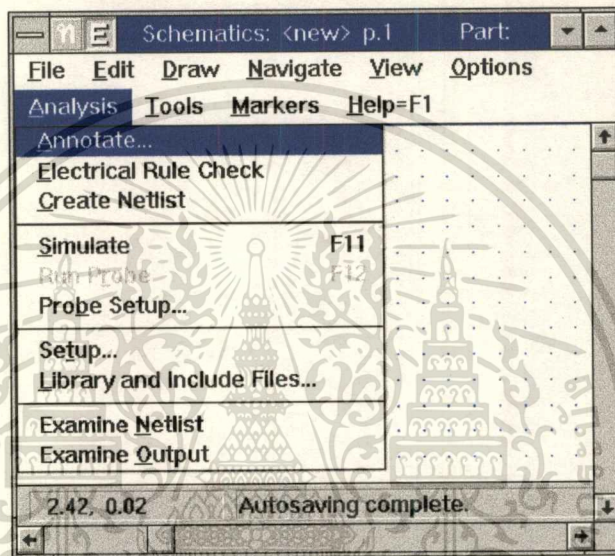 ก E Schematics: <new> p.1 Part:
File Edit Draw Navigate View Options
Analysis Tools Markers Help=F1
Annotate...
Electrical Rule Check
Create Netlist
Simulate F11
Run Probe F12
Probe Setup...
Setup...
Library and Include Files...
Examine Netlist
Examine Output
2.42, 0.02 Autosaving complete.